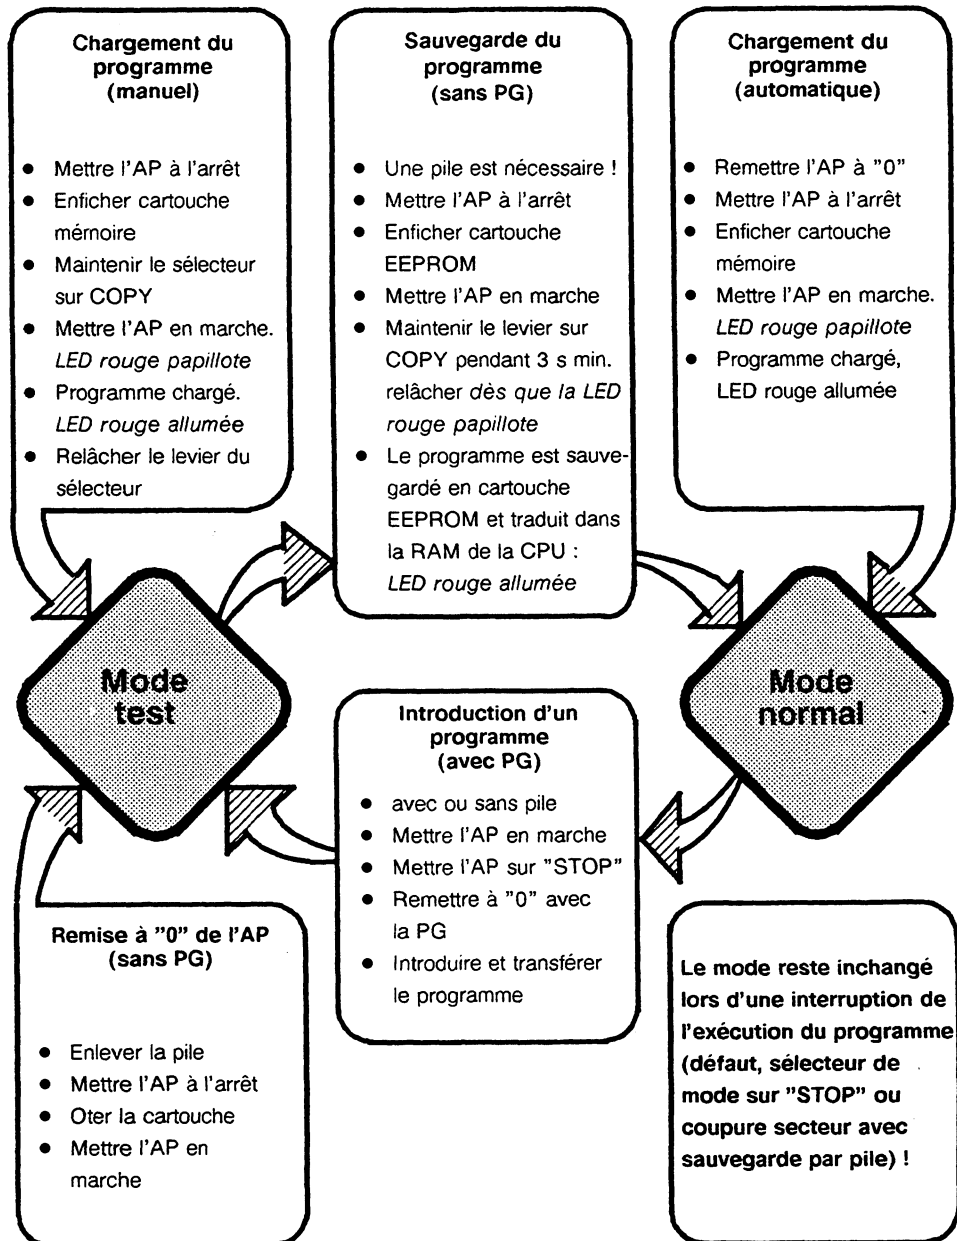 Chargement du
programme
(manuel)
● Mettre l'AP à l'arrêt
● Enficher cartouche
mémoire
● Maintenir le sélecteur
sur COPY
● Mettre l'AP en marche.
LED rouge papillote
● Programme chargé.
LED rouge allumée
● Relâcher le levier du
sélecteur
Sauvegarde du
programme
(sans PG)
● Une pile est nécessaire !
● Mettre l'AP à l'arrêt
● Enficher cartouche
EEPROM
● Mettre l'AP en marche
● Maintenir le levier sur
COPY pendant 3 s min.
relâcher dès que la LED
rouge papillote
● Le programme est sauve-
gardé en cartouche
EEPROM et traduit dans
la RAM de la CPU :
LED rouge allumée
Chargement du
programme
(automatique)
● Remettre l'AP à "0"
● Mettre l'AP à l'arrêt
● Enficher cartouche
mémoire
● Mettre l'AP en marche.
LED rouge papillote
● Programme chargé,
LED rouge allumée
Mode
test
Mode
normal
Introduction d'un
programme
(avec PG)
● avec ou sans pile
● Mettre l'AP en marche
● Mettre l'AP sur "STOP"
● Remettre à "0" avec
la PG
● Introduire et transférer
le programme
Remise à "0" de l'AP
(sans PG)
● Enlever la pile
● Mettre l'AP à l'arrêt
● Oter la cartouche
● Mettre l'AP en
marche
Le mode reste inchangé
lors d'une interruption de
l'exécution du programme
(défaut, sélecteur de
mode sur "STOP" ou
coupure secteur avec
sauvegarde par pile) !